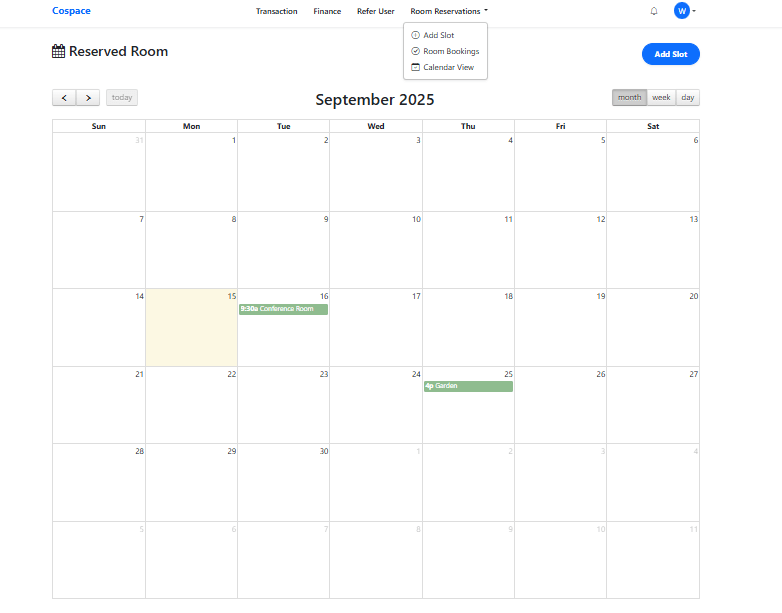 Cospace Transaction Finance Refer User Room Reservations W
Add Slot
Room Bookings
Calendar View
Reserved Room
Add Slot
today September 2025 month week day
Sun Mon Tue Wed Thu Fri Sat
31 1 2 3 4 5 6
7 8 9 10 11 12 13
14 15 16 17 18 19 20
9:30a Conference Room
21 22 23 24 25 26 27
4p Garden
28 29 30 1 2 3 4
5 6 7 8 9 10 11